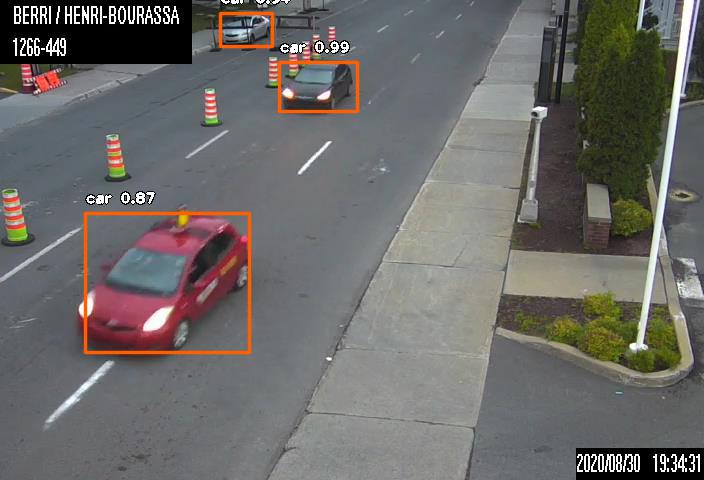 BERRI / HENRI-BOURASSA
1266-449
car 0.99
car 0.87
2020/08/30 19:34:31